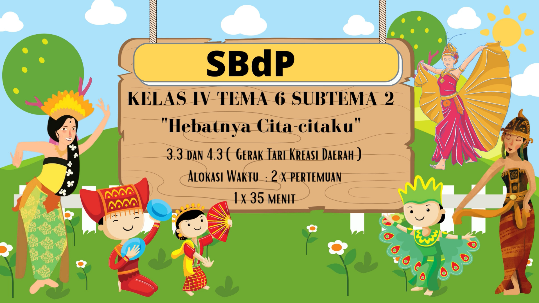 SBdP
KELAS IV TEMA 6 SUBTEMA 2
"Hebatnya Cita-citaku"
3.3 DAN 4.3 ( GERAK TARI KREASI DAERAH )
ALOKASI WAKTU : 2 X PERTEMUAN
1 X 35 MENIT